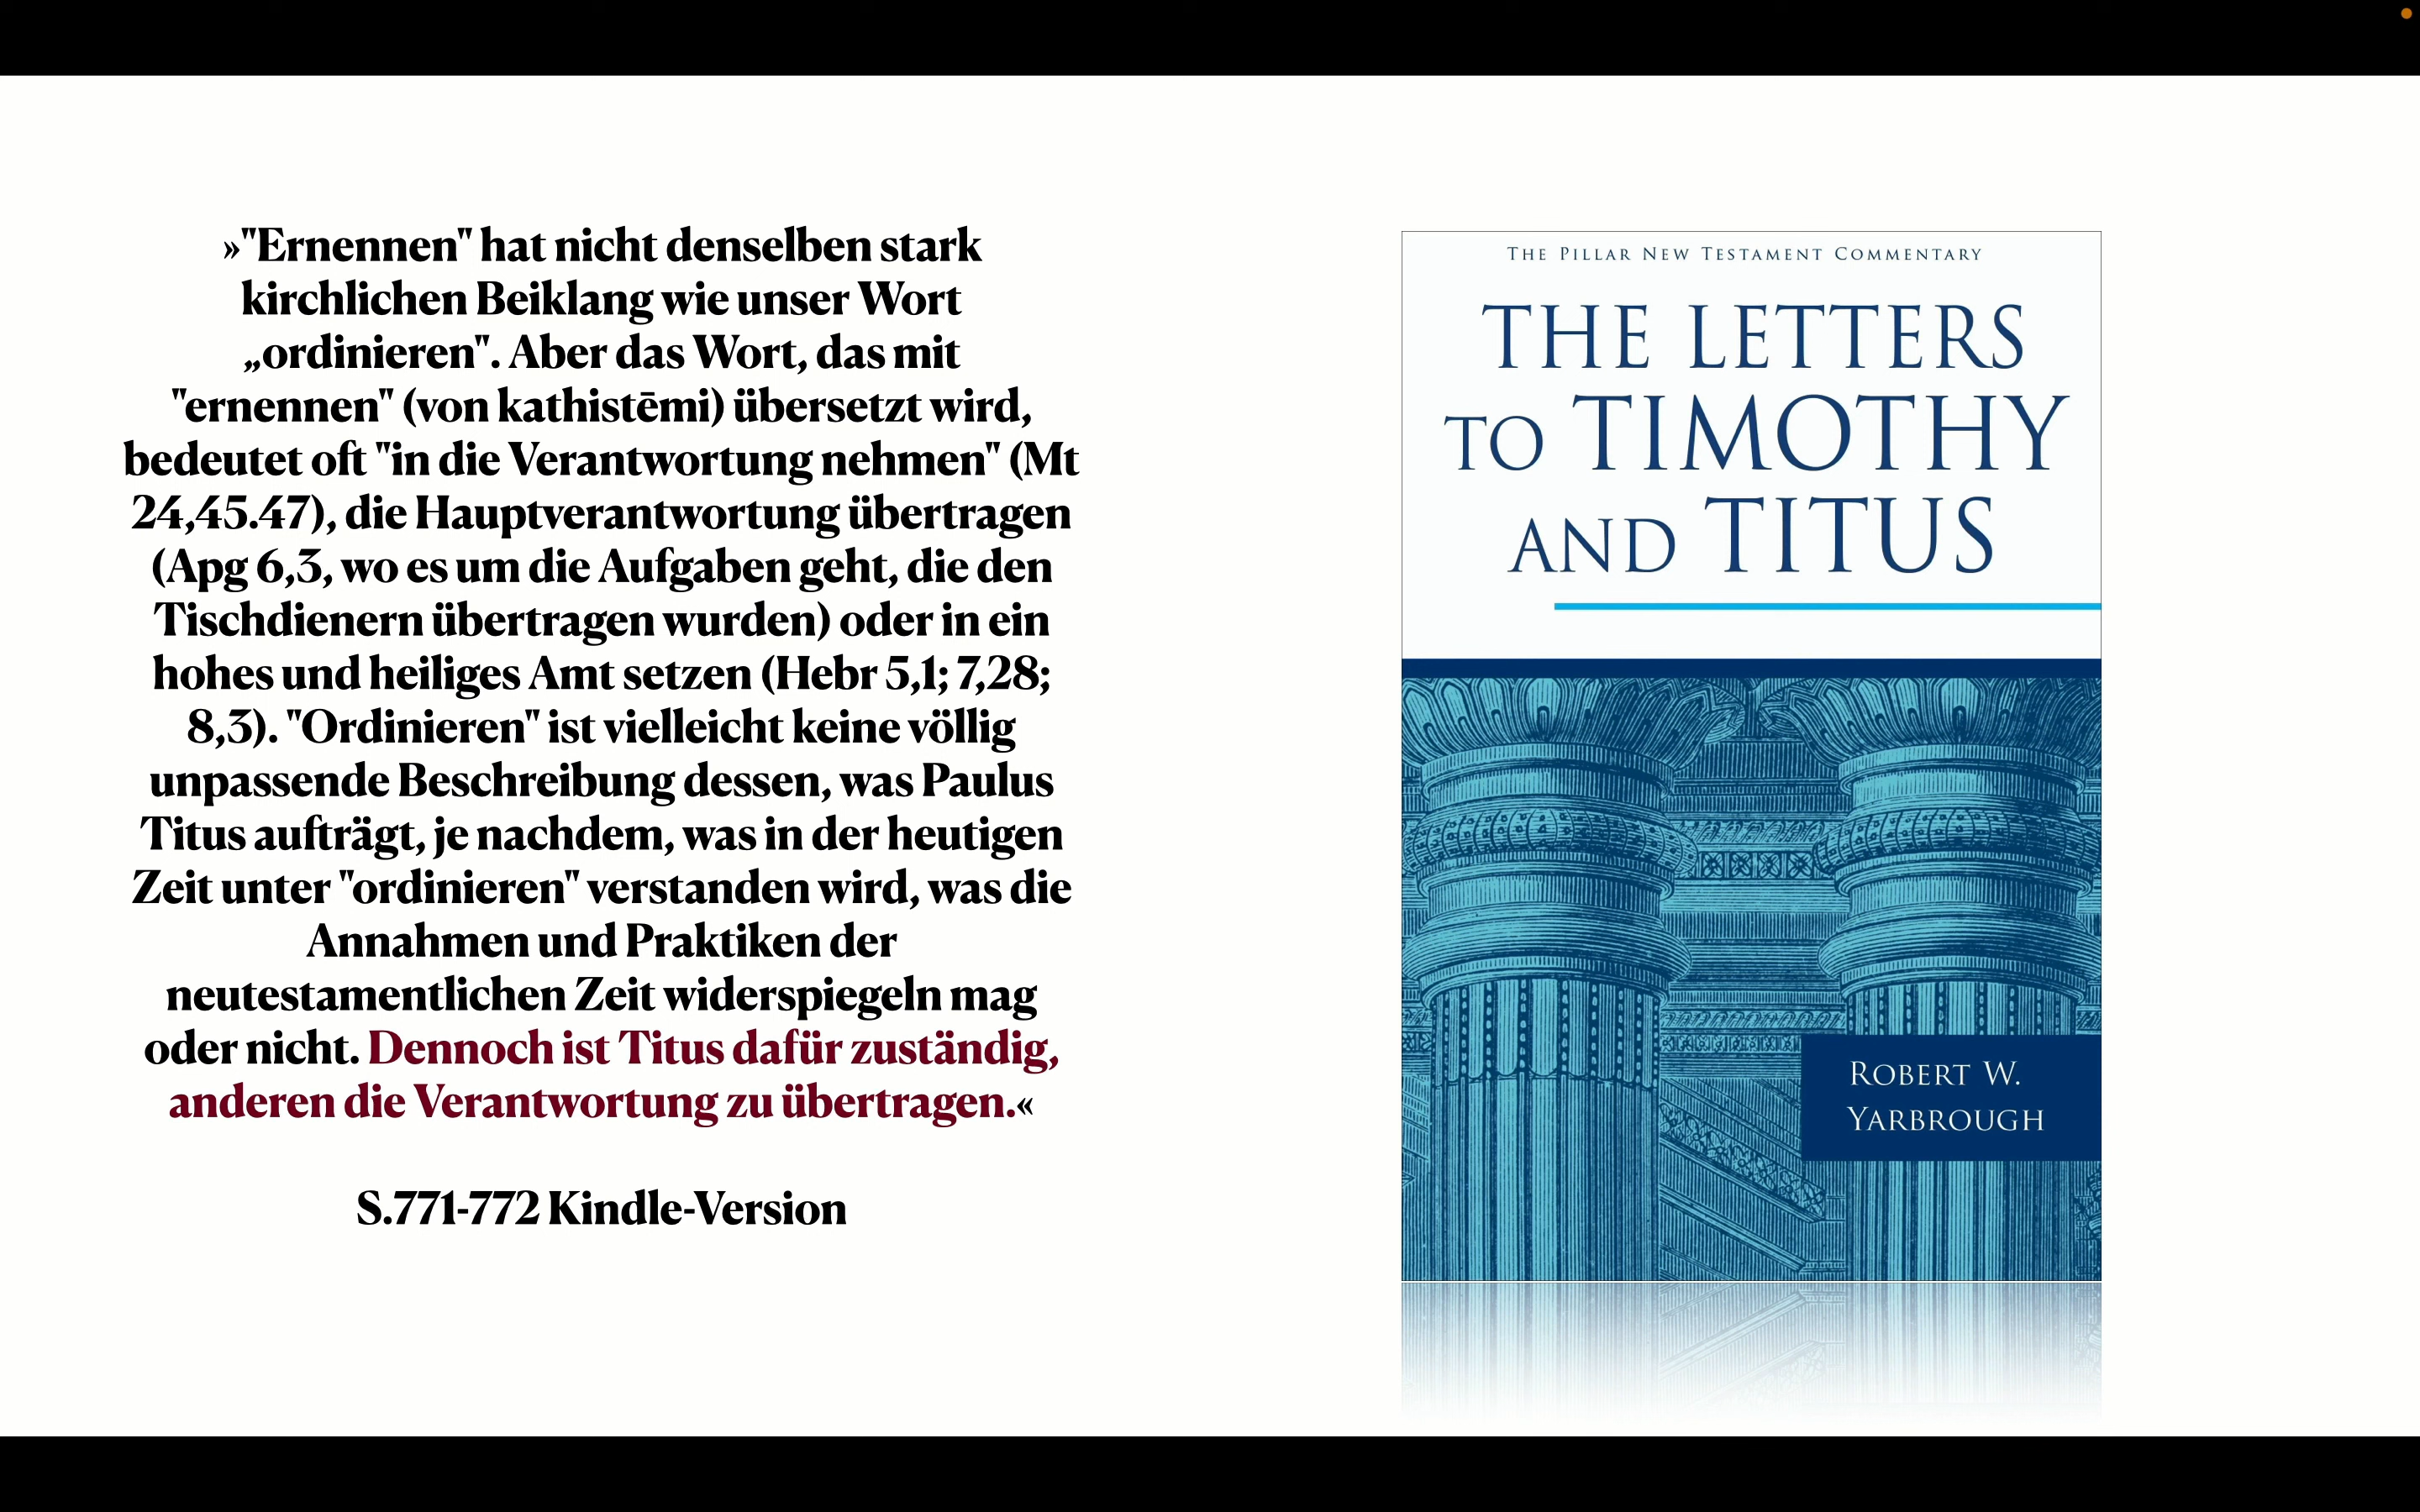 »"Ernennen" hat nicht denselben stark
kirchlichen Beiklang wie unser Wort
„ordinieren". Aber das Wort, das mit
"ernennen" (von kathistēmi) übersetzt wird,
bedeutet oft "in die Verantwortung nehmen" (Mt
24,45.47), die Hauptverantwortung übertragen
(Apg 6,3, wo es um die Aufgaben geht, die den
Tischdienern übertragen wurden) oder in ein
hohes und heiliges Amt setzen (Hebr 5,1; 7,28;
8,3). "Ordinieren" ist vielleicht keine völlig
unpassende Beschreibung dessen, was Paulus
Titus aufträgt, je nachdem, was in der heutigen
Zeit unter "ordinieren" verstanden wird, was die
Annahmen und Praktiken der
neutestamentlichen Zeit widerspiegeln mag
oder nicht. Dennoch ist Titus dafür zuständig,
anderen die Verantwortung zu übertragen.«
S.771-772 Kindle-Version
THE PILLAR NEW TESTAMENT COMMENTARY
THE LETTERS
TO TIMOTHY
AND TITUS
ROBERT W.
YARBROUGH